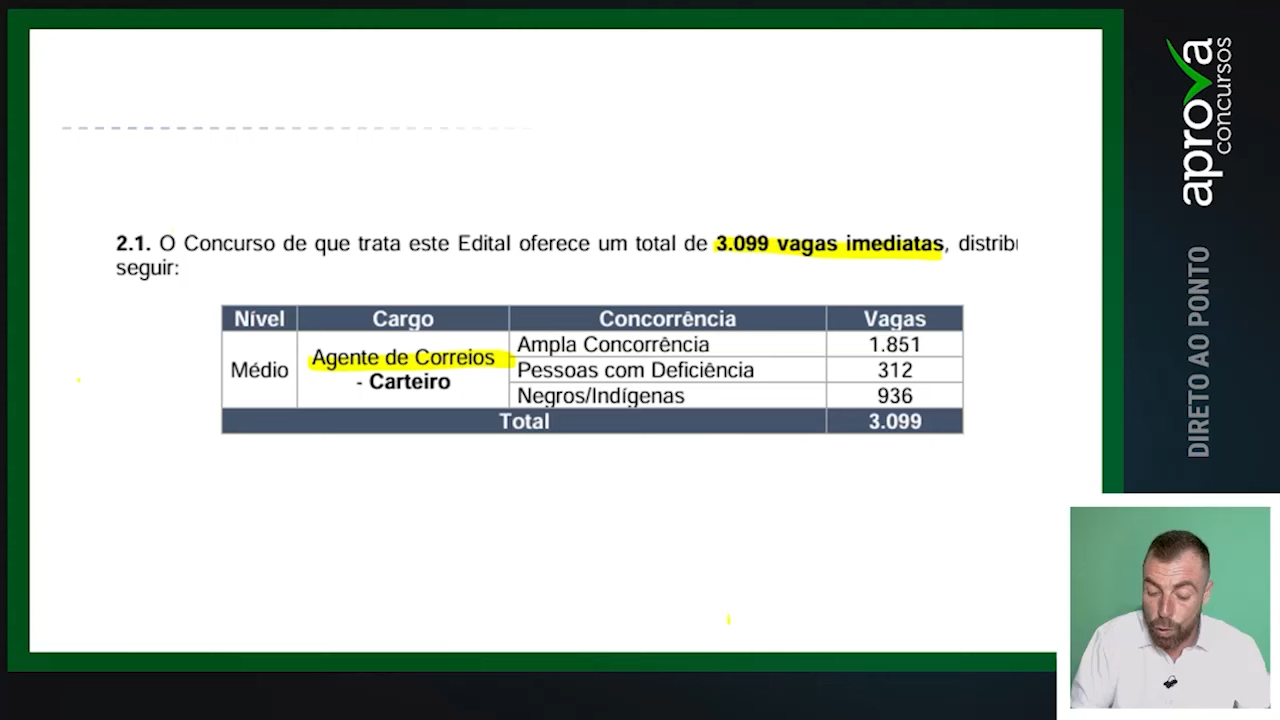 2.1. O Concurso de que trata este Edital oferece um total de 3.099 vagas imediatas,
seguir:
Nível Cargo Concorrência Vagas
Médio Agente de Correios - Carteiro Ampla Concorrência 1.851
Pessoas com Deficiência 312
Negros/Indígenas 936
Total 3.099
aprova
concursos
DIRETO AO PONTO